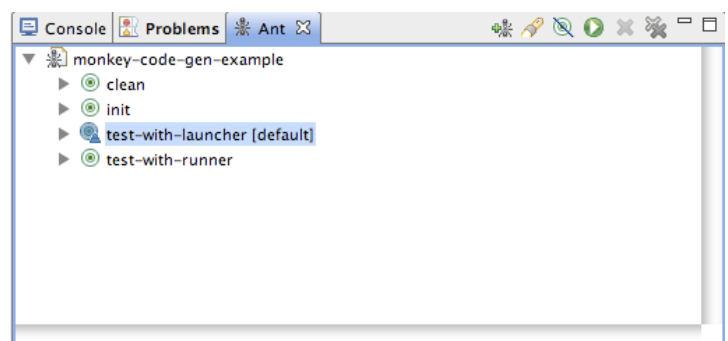 Console Problems Ant
monkey-code-gen-example
clean
init
test-with-launcher [default]
test-with-runner